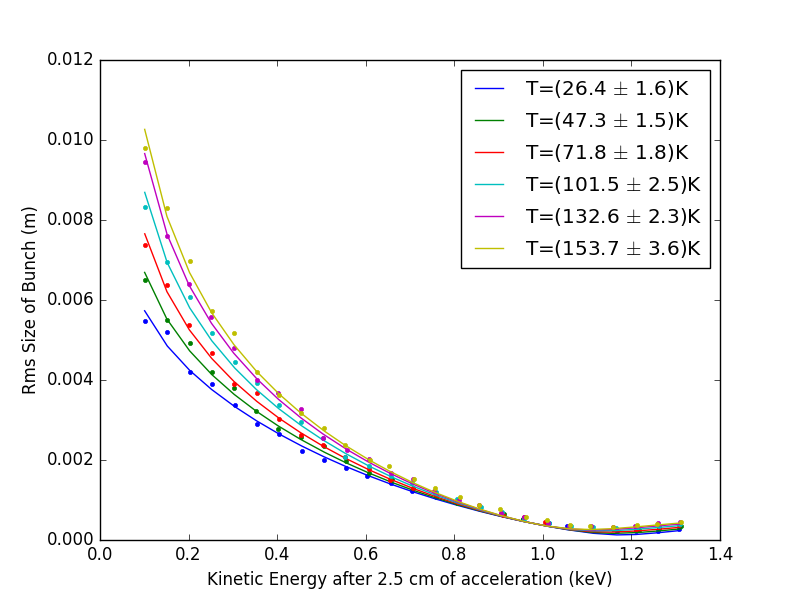 0.012
0.010
0.008
0.006
0.004
0.002
0.000
Rms Size of Bunch (m)
T=(26.4 ± 1.6)K
T=(47.3 ± 1.5)K
T=(71.8 ± 1.8)K
T=(101.5 ± 2.5)K
T=(132.6 ± 2.3)K
T=(153.7 ± 3.6)K
0.0 0.2 0.4 0.6 0.8 1.0 1.2 1.4
Kinetic Energy after 2.5 cm of acceleration (keV)